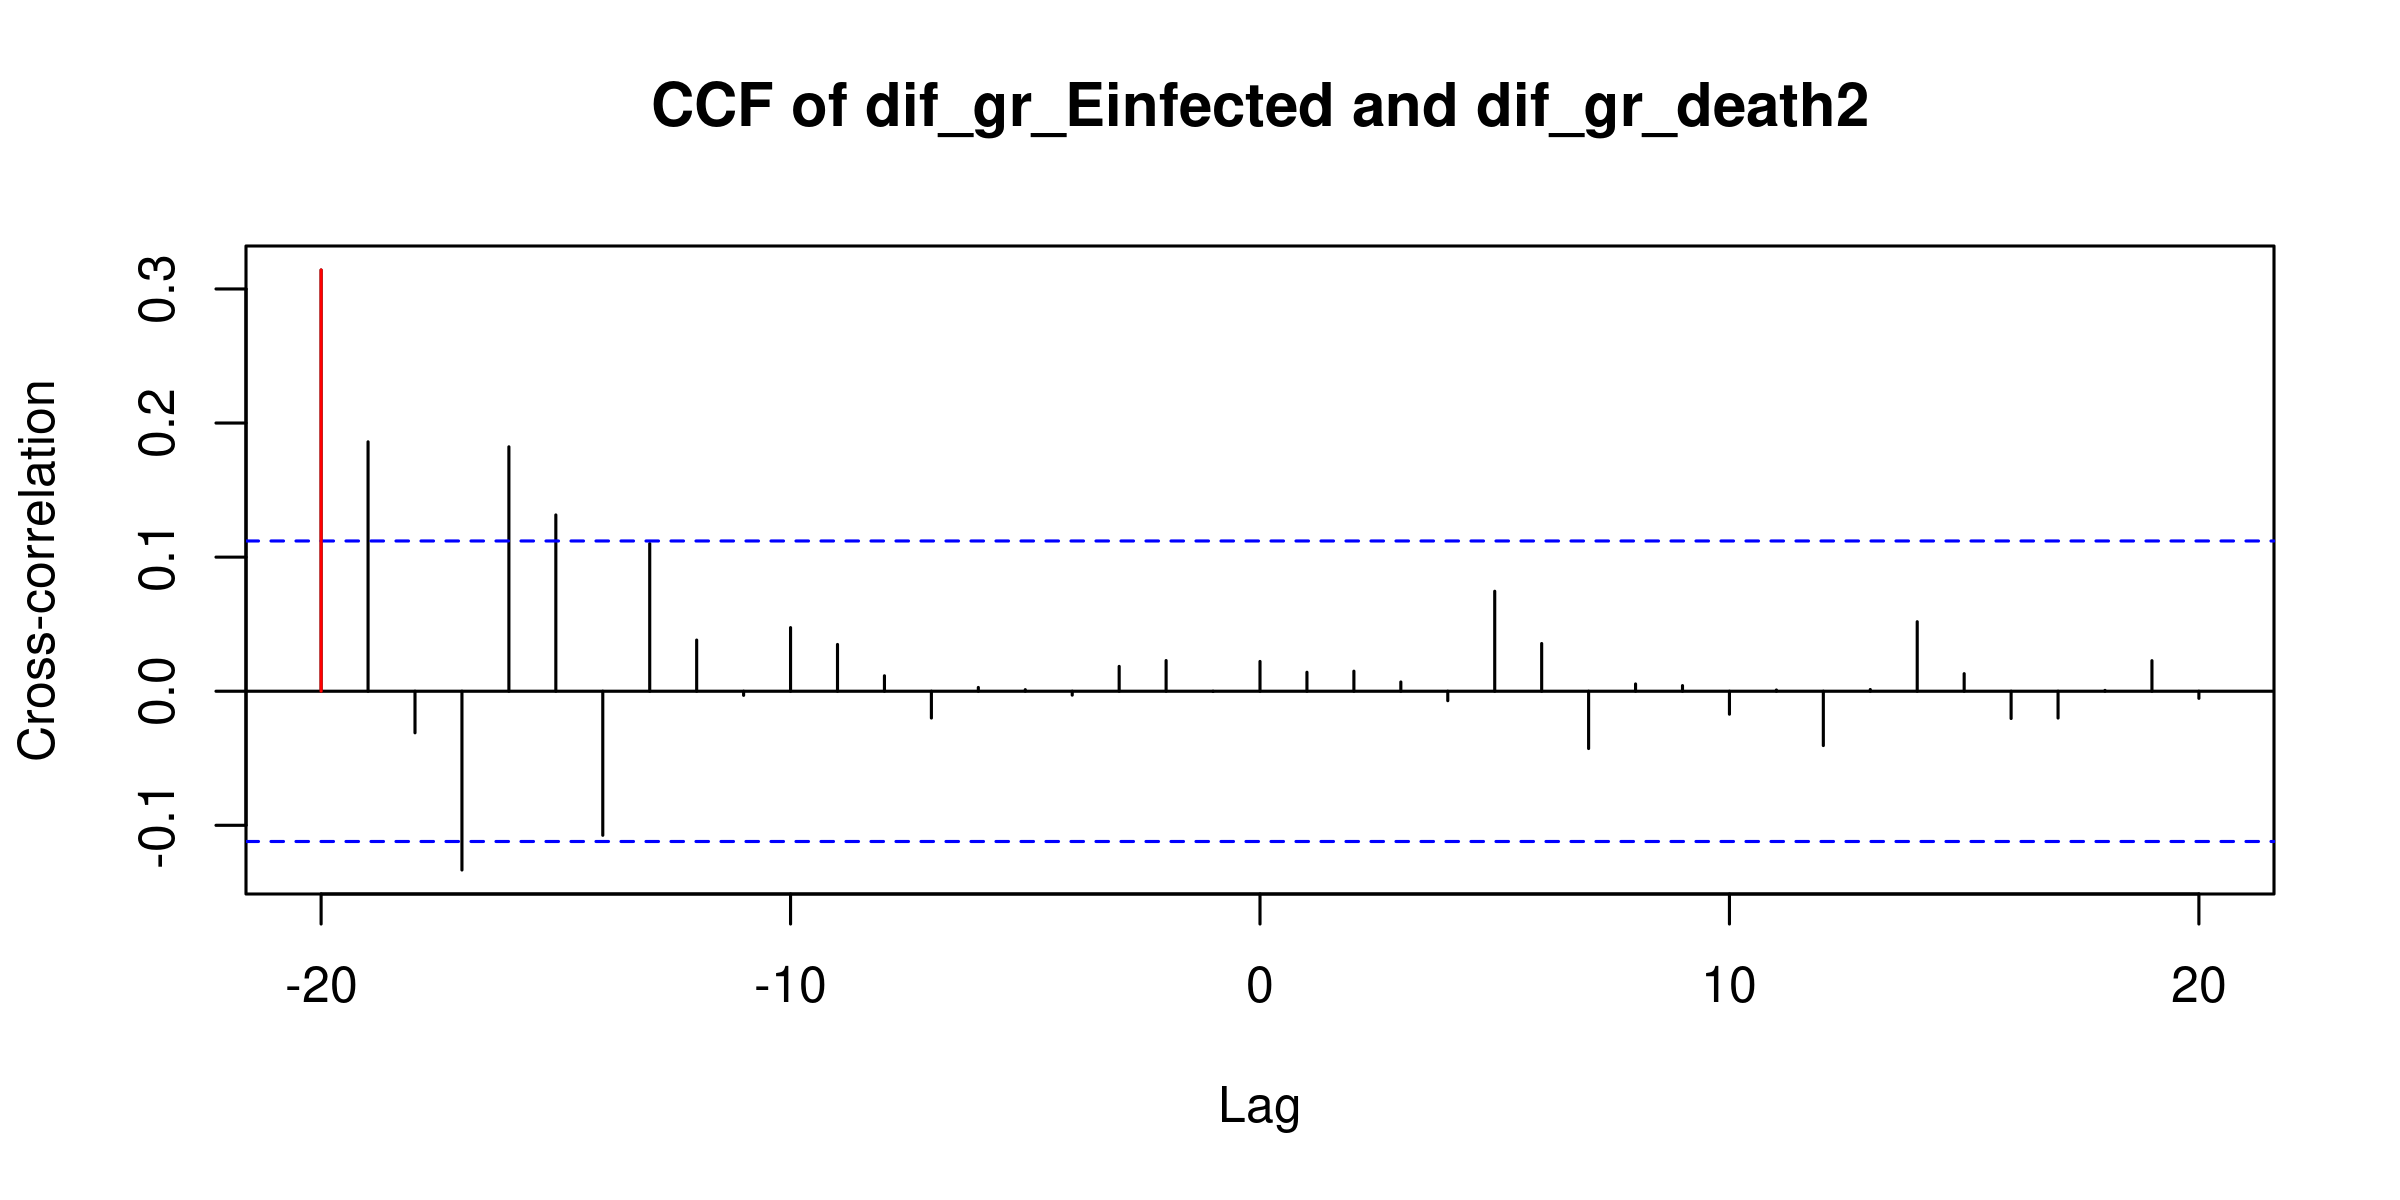 CCF of dif_gr_Einfected and dif_gr_death2
Cross-correlation
0.3
0.2
0.1
0.0
-0.1
-20 -10 0 10 20
Lag